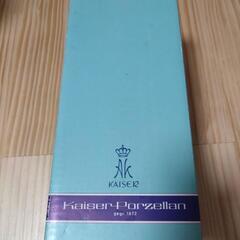 KAISER
Kaiser-Porzellan
gegr. 1872